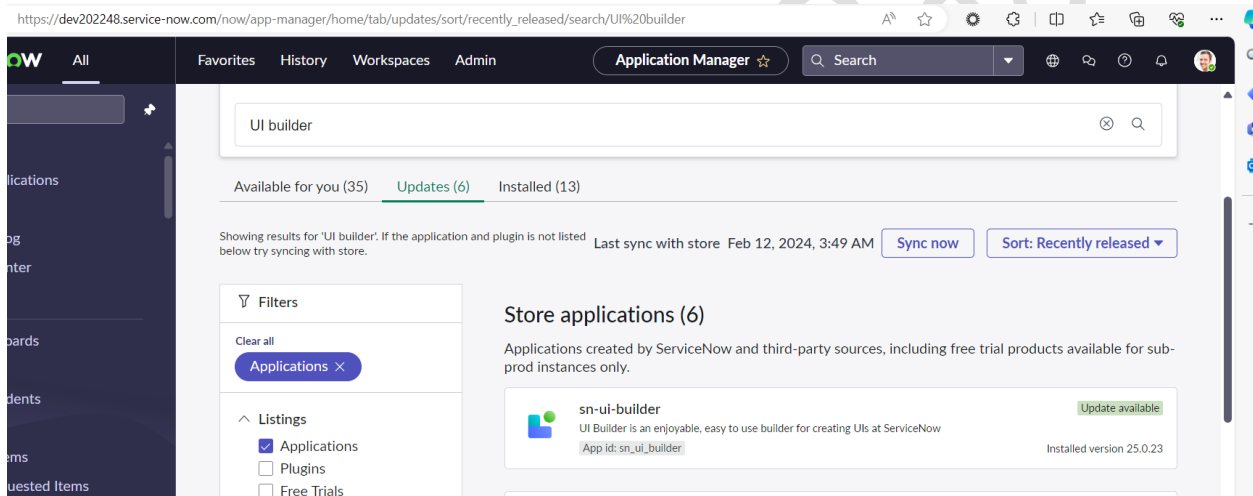 https://dev202248.service-now.com/now/app-manager/home/tab/updates/sort/recently_released/search/UI%20builder
ow All Favorites History Workspaces Admin Application Manager Search
UI builder
lications
Available for you (35) Updates (6) Installed (13)
og
Showing results for 'UI builder'. If the application and plugin is not listed
below try syncing with store.
Last sync with store Feb 12, 2024, 3:49 AM Sync now Sort: Recently released
nter
Filters
Store applications (6)
Clear all
oards
Applications
Applications created by ServiceNow and third-party sources, including free trial products available for sub-
prod instances only.
dents
sn-ui-builder Update available
Listings
UI Builder is an enjoyable, easy to use builder for creating UIs at ServiceNow
Applications
App id: sn_ui_builder Installed version 25.0.23
ems
Plugins
uested Items
Free Trials